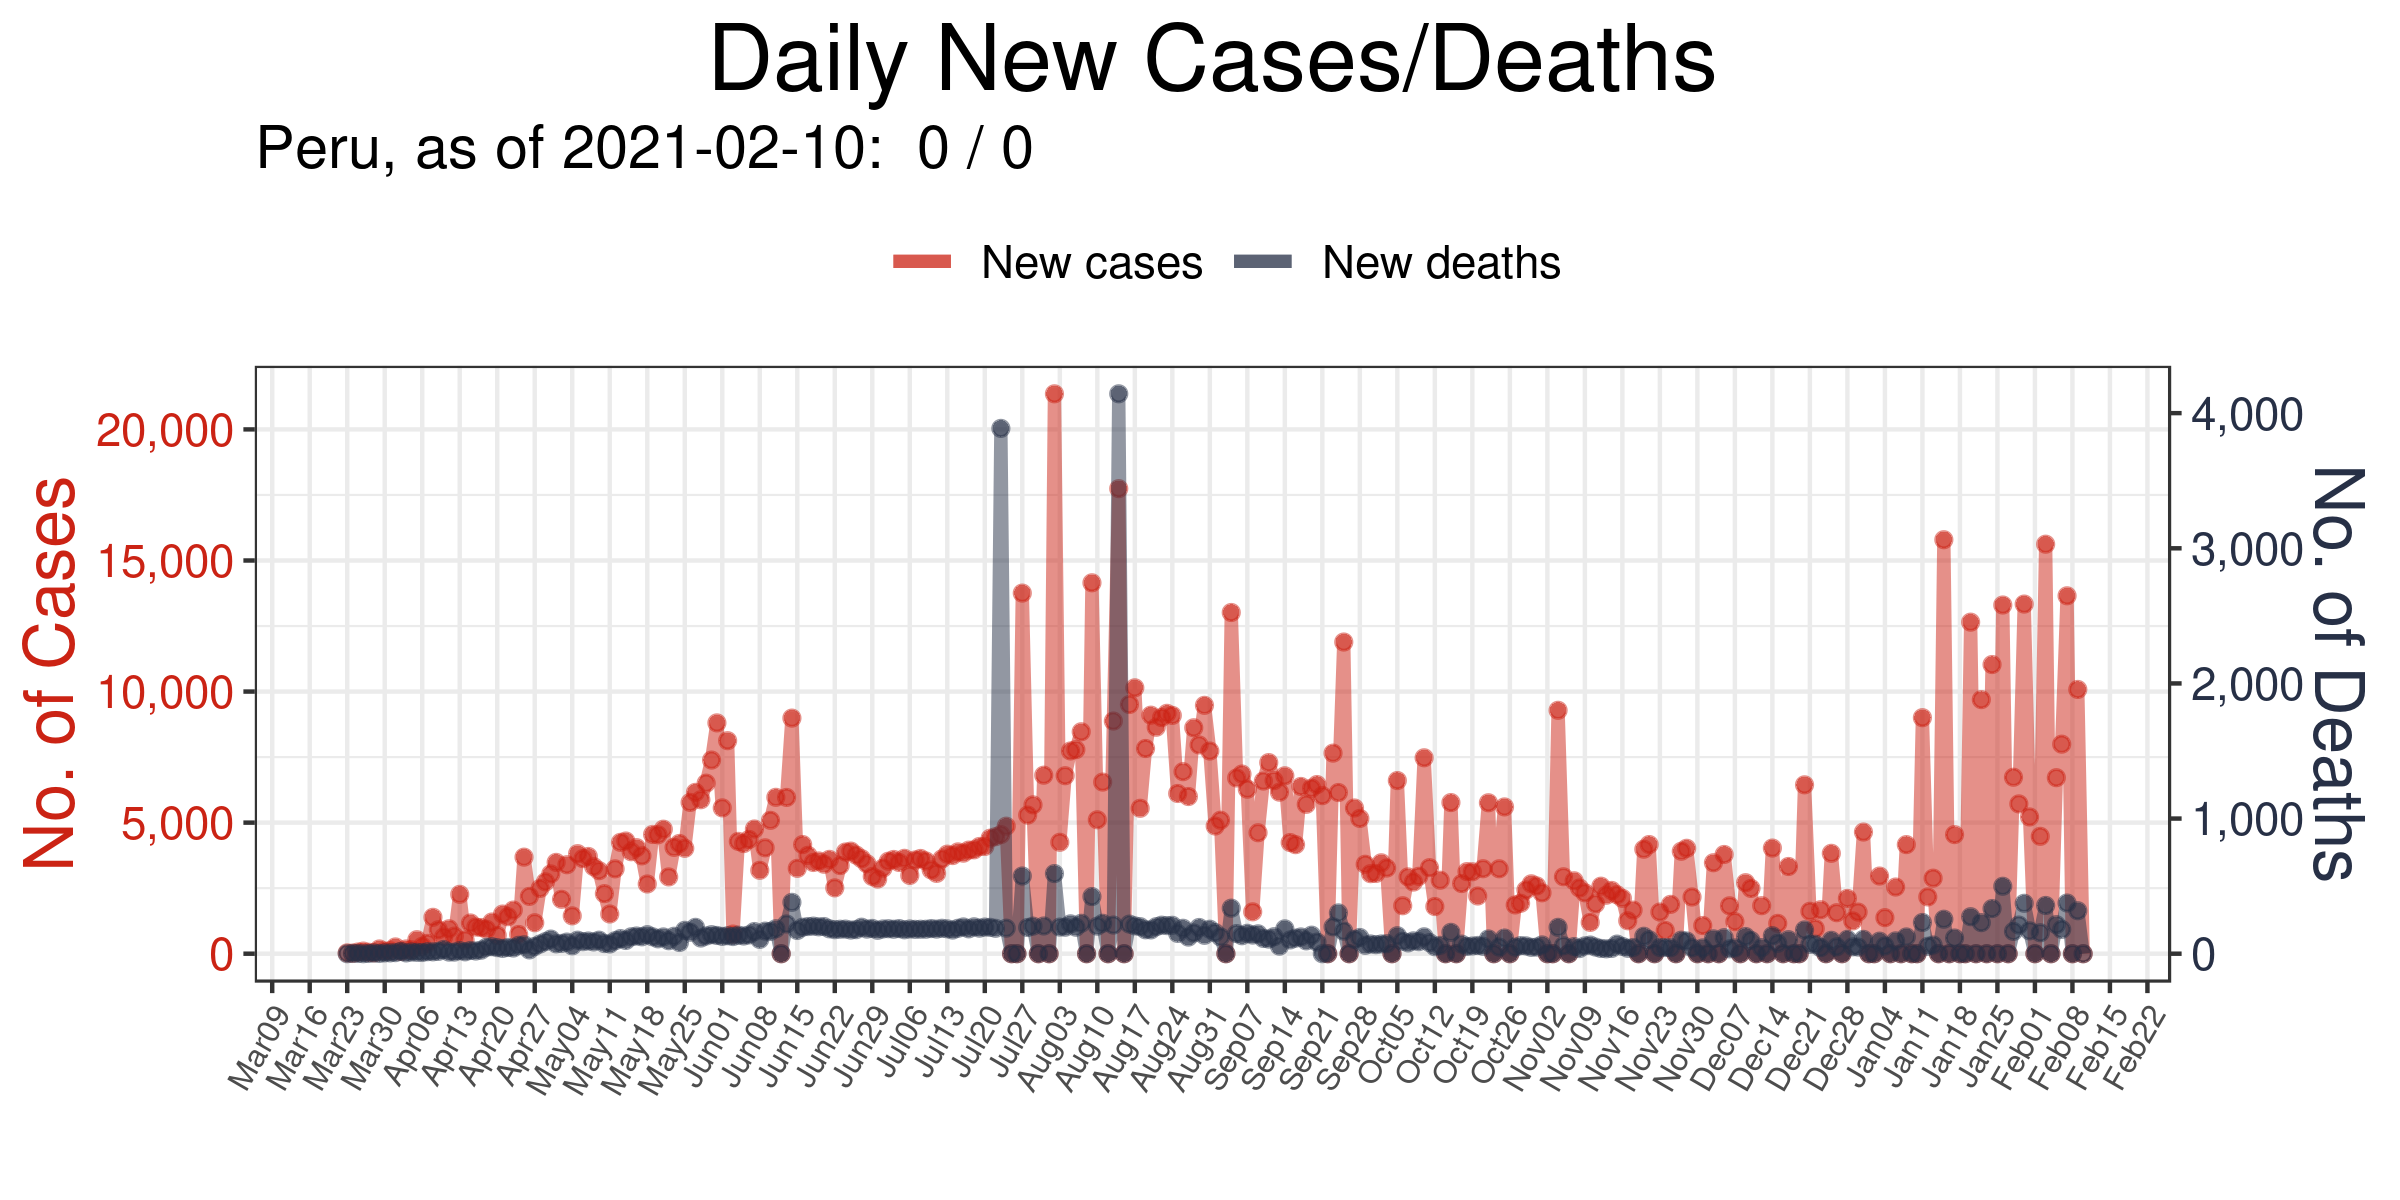 Daily New Cases/Deaths
Peru, as of 2021-02-10:  0 / 0
New cases
New deaths
No. of Cases
20,000
15,000
10,000
5,000
0
4,000
3,000
2,000
1,000
0
No. of Deaths
Mar09
Mar16
Mar23
Mar30
Apr06
Apr13
Apr20
Apr27
May04
May11
May18
May25
Jun01
Jun08
Jun15
Jun22
Jun29
Jul06
Jul13
Jul20
Jul27
Aug03
Aug10
Aug17
Aug24
Aug31
Sep07
Sep14
Sep21
Sep28
Oct05
Oct12
Oct19
Oct26
Nov02
Nov09
Nov16
Nov23
Nov30
Dec07
Dec14
Dec21
Dec28
Jan04
Jan11
Jan18
Jan25
Feb01
Feb08
Feb15
Feb22